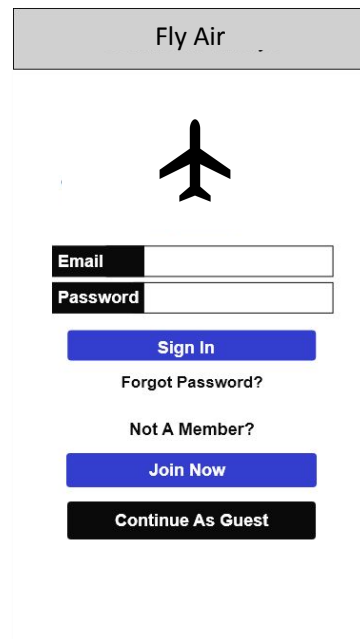 Fly Air
Email
Password
Sign In
Forgot Password?
Not A Member?
Join Now
Continue As Guest